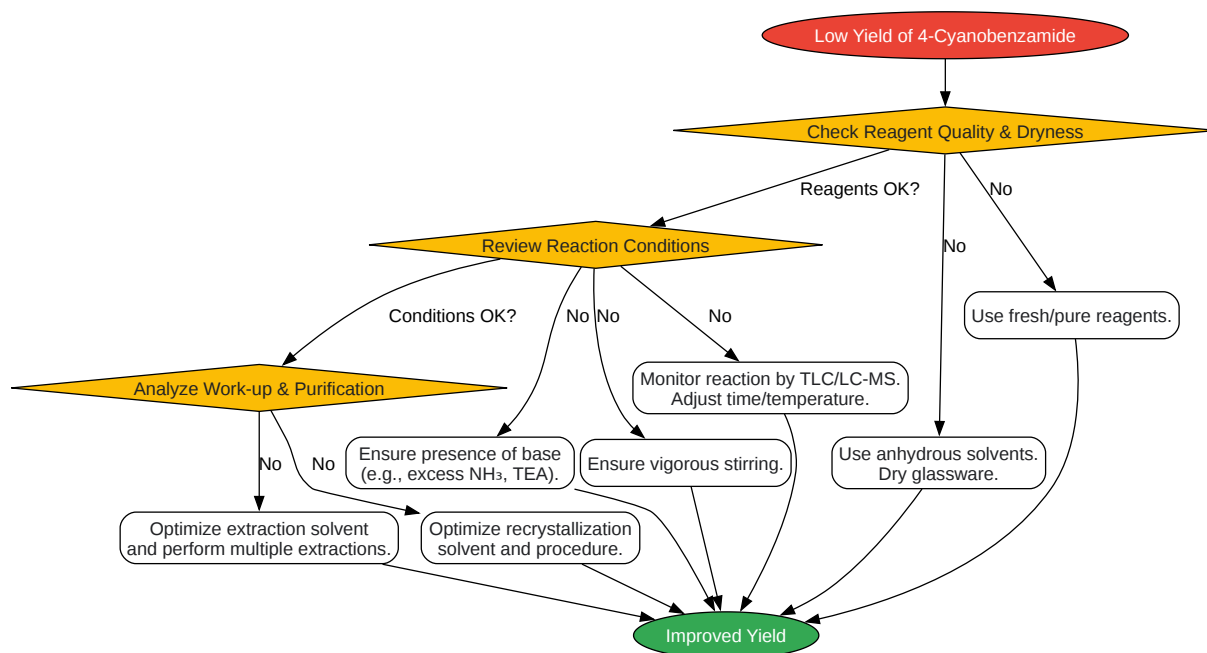 Low Yield of 4-Cyanobenzamide
Check Reagent Quality & Dryness
Reagents OK?
No
No
Review Reaction Conditions
Use fresh/pure reagents.
Conditions OK?
No
No
No
Monitor reaction by TLC/LC-MS.
Adjust time/temperature.
Analyze Work-up & Purification
Ensure presence of base
(e.g., excess NH₃, TEA).
Ensure vigorous stirring.
Use anhydrous solvents.
Dry glassware.
No
No
Optimize extraction solvent
and perform multiple extractions.
Optimize recrystallization
solvent and procedure.
Improved Yield